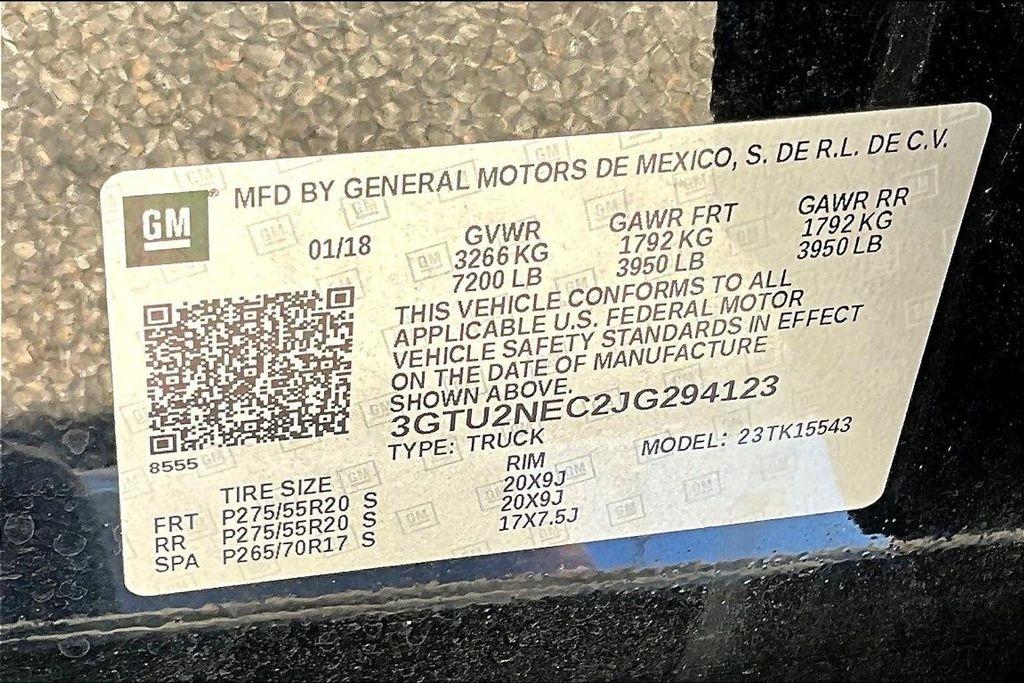 MFD BY GENERAL MOTORS DE MEXICO, S. DE R.L. DE C.V.
GM®
01/18
GVWR
3266 KG
7200 LB
GAWR FRT
1792 KG
3950 LB
GAWR RR
1792 KG
3950 LB
THIS VEHICLE CONFORMS TO ALL
APPLICABLE U.S. FEDERAL MOTOR
VEHICLE SAFETY STANDARDS IN EFFECT
ON THE DATE OF MANUFACTURE
SHOWN ABOVE.
3GTU2NEC2JG294123
TYPE: TRUCK
MODEL: 23TK15543
8555
TIRE SIZE RIM
FRT P275/55R20 S 20X9J
RR P275/55R20 S 20X9J
SPA P265/70R17 S 17X7.5J